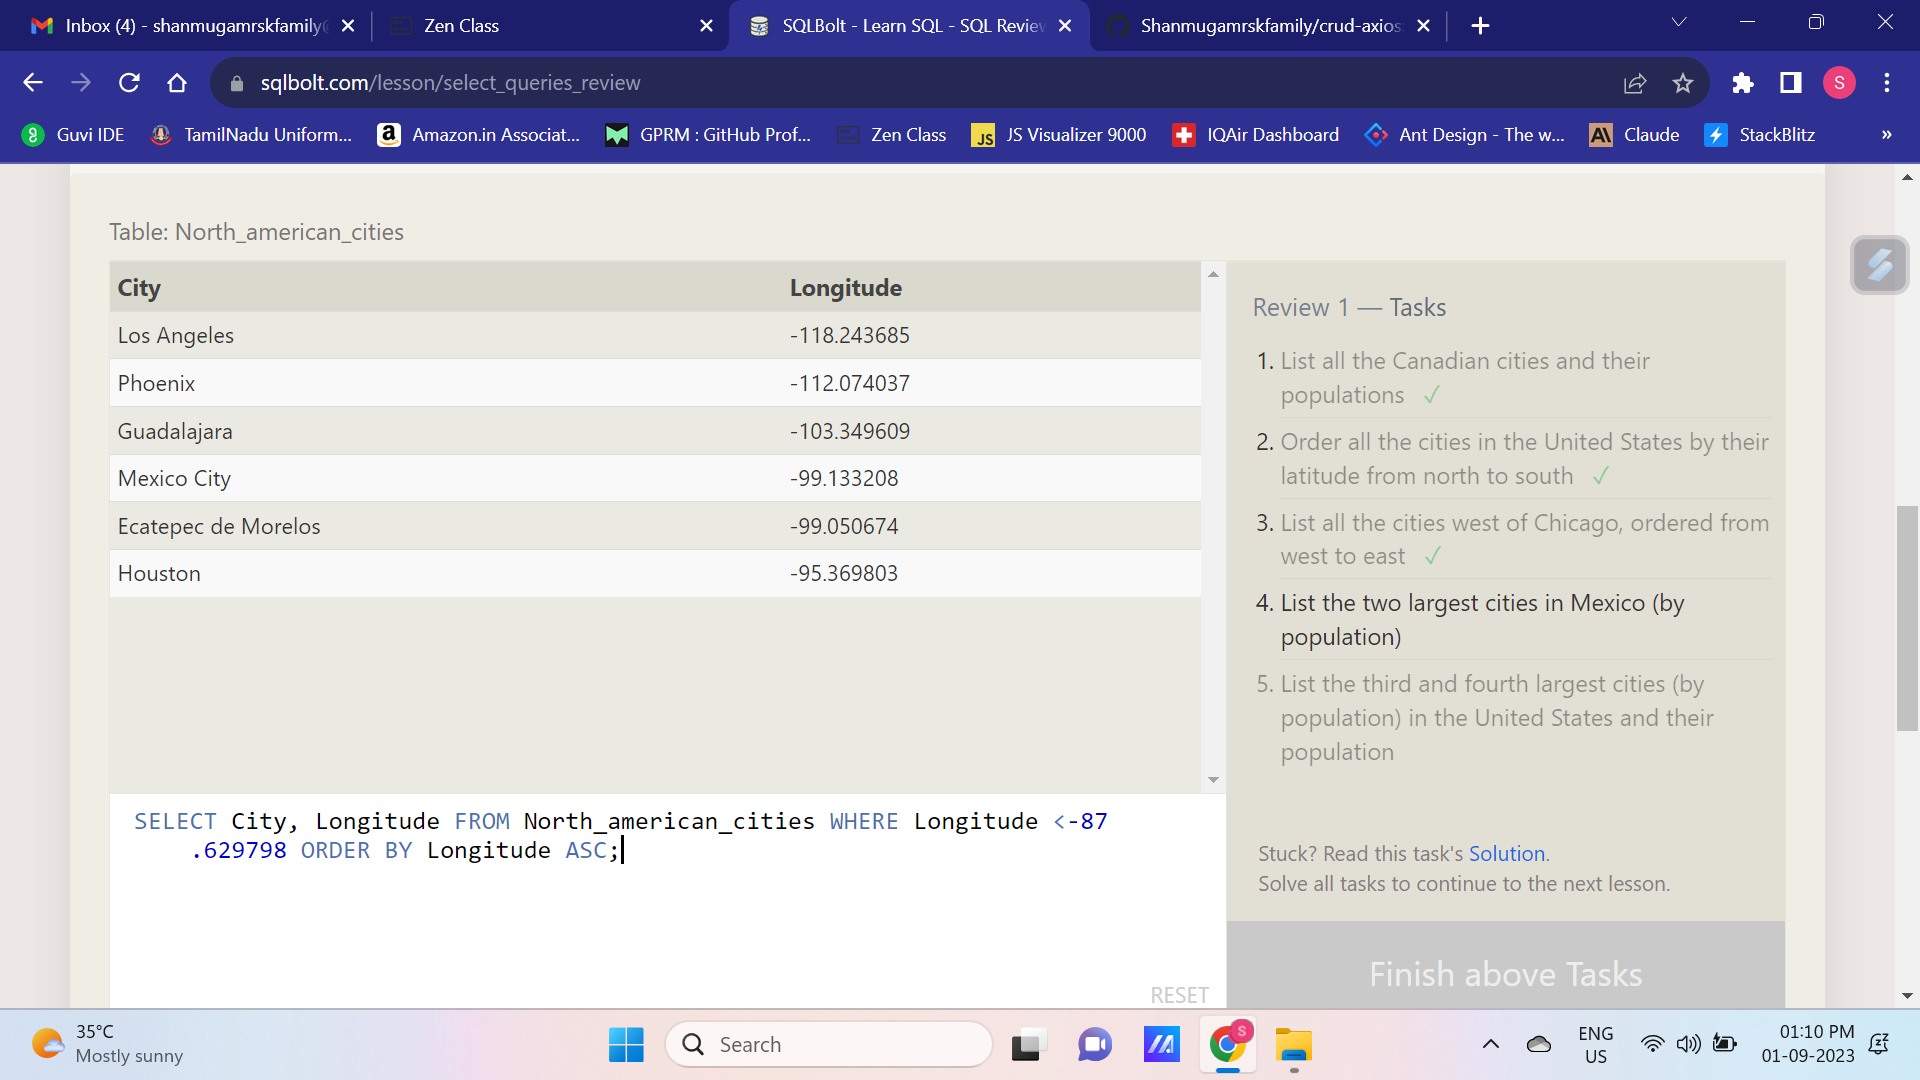 Inbox (4) - shanmugamrskfamily@
Zen Class
SQLBolt - Learn SQL - SQL Review
Shanmugamrskfamily/crud-axios
sqlbolt.com/lesson/select_queries_review
S
Guvi IDE
TamilNadu Uniform...
Amazon.in Associat...
GPRM : GitHub Prof...
Zen Class
JS Visualizer 9000
IQAir Dashboard
Ant Design - The w...
Claude
StackBlitz
»
Table: North_american_cities
City Longitude
Los Angeles -118.243685
Phoenix -112.074037
Guadalajara -103.349609
Mexico City -99.133208
Ecatepec de Morelos -99.050674
Houston -95.369803
SELECT City, Longitude FROM North_american_cities WHERE Longitude <-87
.629798 ORDER BY Longitude ASC;
RESET
Review 1 — Tasks
1. List all the Canadian cities and their
populations ✓
2. Order all the cities in the United States by their
latitude from north to south ✓
3. List all the cities west of Chicago, ordered from
west to east ✓
4. List the two largest cities in Mexico (by
population)
5. List the third and fourth largest cities (by
population) in the United States and their
population
Stuck? Read this task's Solution.
Solve all tasks to continue to the next lesson.
Finish above Tasks
35°C
Mostly sunny
Search
S
ENG
US
01:10 PM
01-09-2023